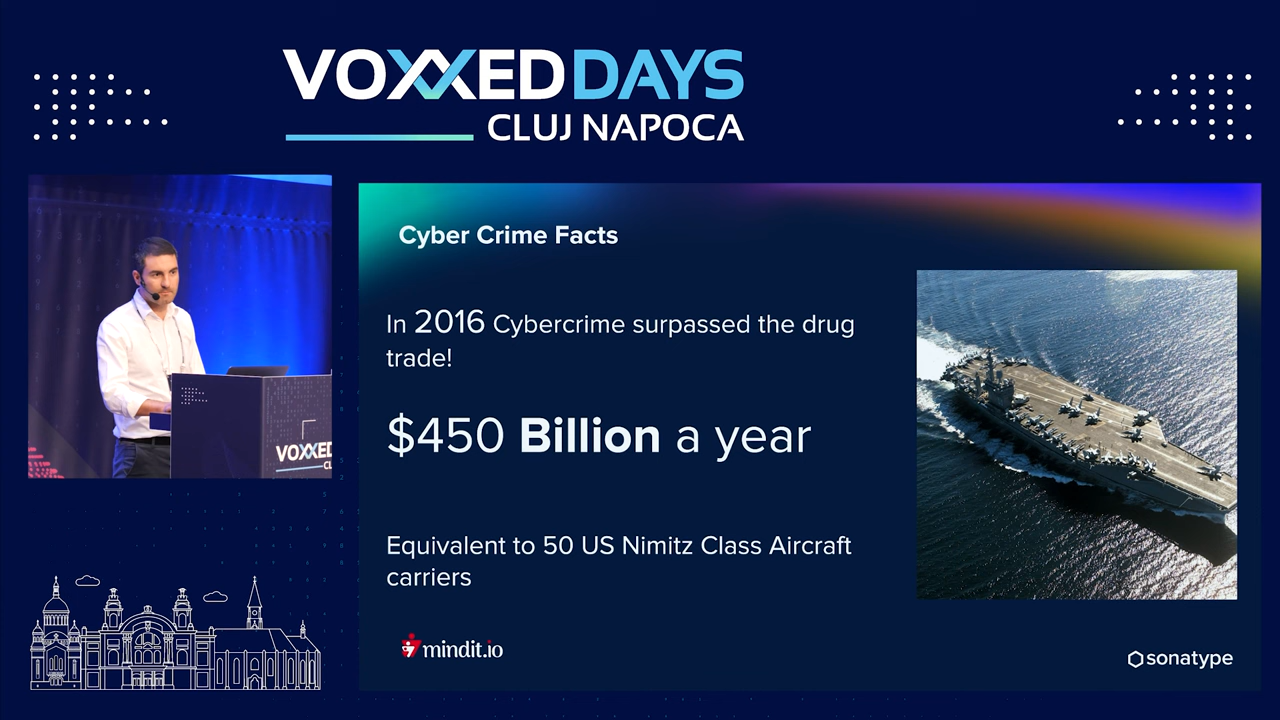 VOXXED DAYS
CLUJ NAPOCA
Cyber Crime Facts
In 2016 Cybercrime surpassed the drug
trade!
$450 Billion a year
Equivalent to 50 US Nimitz Class Aircraft
carriers
mindit.io
sonatype
VOXXED
CL